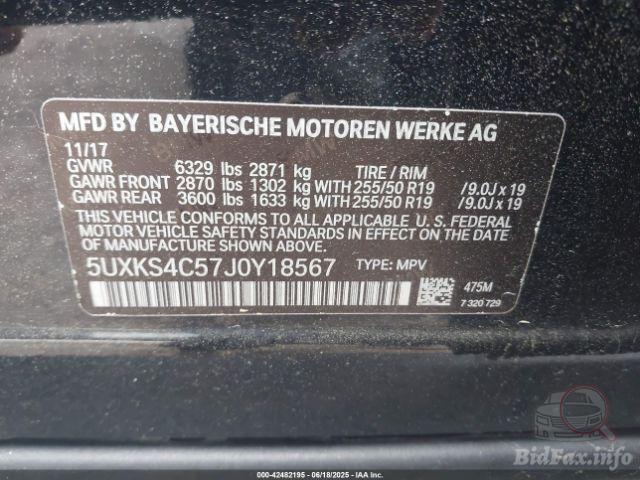 MFD BY BAYERISCHE MOTOREN WERKE AG
11/17
GVWR 6329 lbs 2871 kg TIRE / RIM
GAWR FRONT 2870 lbs 1302 kg WITH 255/50 R19 /9.0J x 19
GAWR REAR 3600 lbs 1633 kg WITH 255/50 R19 /9.0J x 19
THIS VEHICLE CONFORMS TO ALL APPLICABLE U. S. FEDERAL
MOTOR VEHICLE SAFETY STANDARDS IN EFFECT ON THE
DATE OF MANUFACTURE SHOWN ABOVE.
5UXKS4C57J0Y18567 TYPE: MPV
475M
7 320 729
BidFax.info
000-42482195 - 06/18/2025 - IAA Inc.